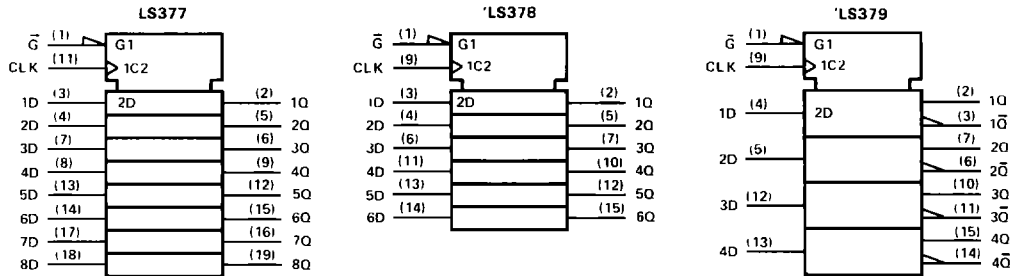 'LS377
G̅ (1) G1
CLK (11) 1C2
1D (3) 2D (2) 1Q
2D (4) (5) 2Q
3D (7) (6) 3Q
4D (8) (9) 4Q
5D (13) (12) 5Q
6D (14) (15) 6Q
7D (17) (16) 7Q
8D (18) (19) 8Q
'LS378
G̅ (1) G1
CLK (9) 1C2
1D (3) 2D (2) 1Q
2D (4) (5) 2Q
3D (6) (7) 3Q
4D (11) (10) 4Q
5D (13) (12) 5Q
6D (14) (15) 6Q
'LS379
G̅ (1) G1
CLK (9) 1C2
1D (4) 2D (2) 1Q
(3) 1Q̅
2D (5) (7) 2Q
(6) 2Q̅
3D (12) (10) 3Q
(11) 3Q̅
4D (13) (15) 4Q
(14) 4Q̅